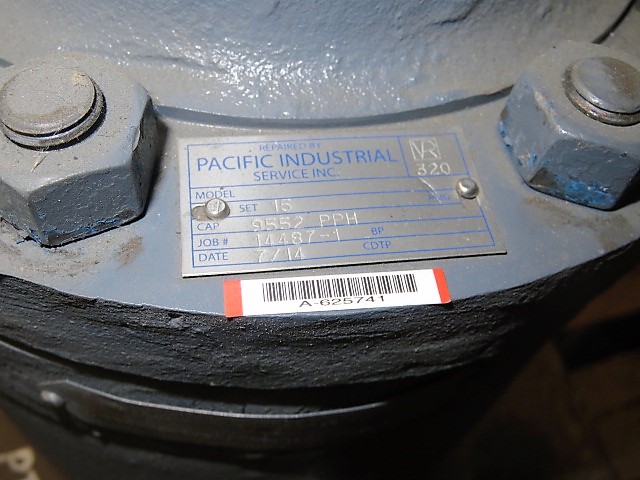 REPAIRED BY
PACIFIC INDUSTRIAL
SERVICE INC.
VR
320
MODEL
SET 15
CAP 9552 PPH
JOB # 14487-1 BP
DATE 7/14 CDTP
A-625741